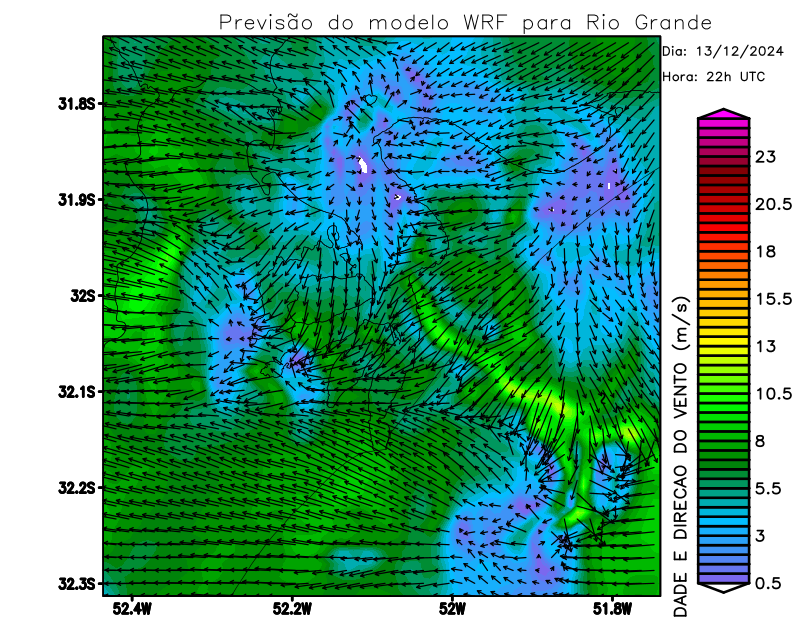 Previsão do modelo WRF para Rio Grande
Dia: 13/12/2024
Hora: 22h UTC
31.8S
31.9S
32S
32.1S
32.2S
32.3S
52.4W
52.2W
52W
51.8W
23
20.5
18
15.5
13
10.5
8
5.5
3
0.5
DADE E DIRECAO DO VENTO (m/s)